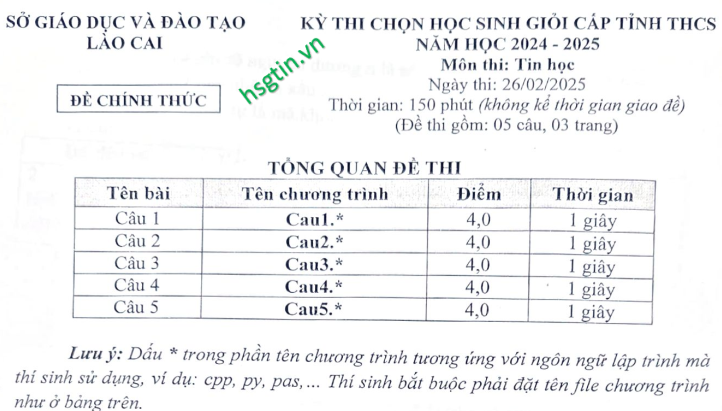 SỞ GIÁO DỤC VÀ ĐÀO TẠO
LÀO CAI
ĐỀ CHÍNH THỨC
KỲ THI CHỌN HỌC SINH GIỎI CẤP TỈNH THCS
NĂM HỌC 2024 - 2025
Môn thi: Tin học
Ngày thi: 26/02/2025
Thời gian: 150 phút (không kể thời gian giao đề)
(Đề thi gồm: 05 câu, 03 trang)
hsgtin.vn
TỔNG QUAN ĐỀ THI
Tên bài Tên chương trình Điểm Thời gian
Câu 1 Cau1.* 4,0 1 giây
Câu 2 Cau2.* 4,0 1 giây
Câu 3 Cau3.* 4,0 1 giây
Câu 4 Cau4.* 4,0 1 giây
Câu 5 Cau5.* 4,0 1 giây
Lưu ý: Dấu * trong phần tên chương trình tương ứng với ngôn ngữ lập trình mà
thí sinh sử dụng, ví dụ: cpp, py, pas,... Thí sinh bắt buộc phải đặt tên file chương trình
như ở bảng trên.